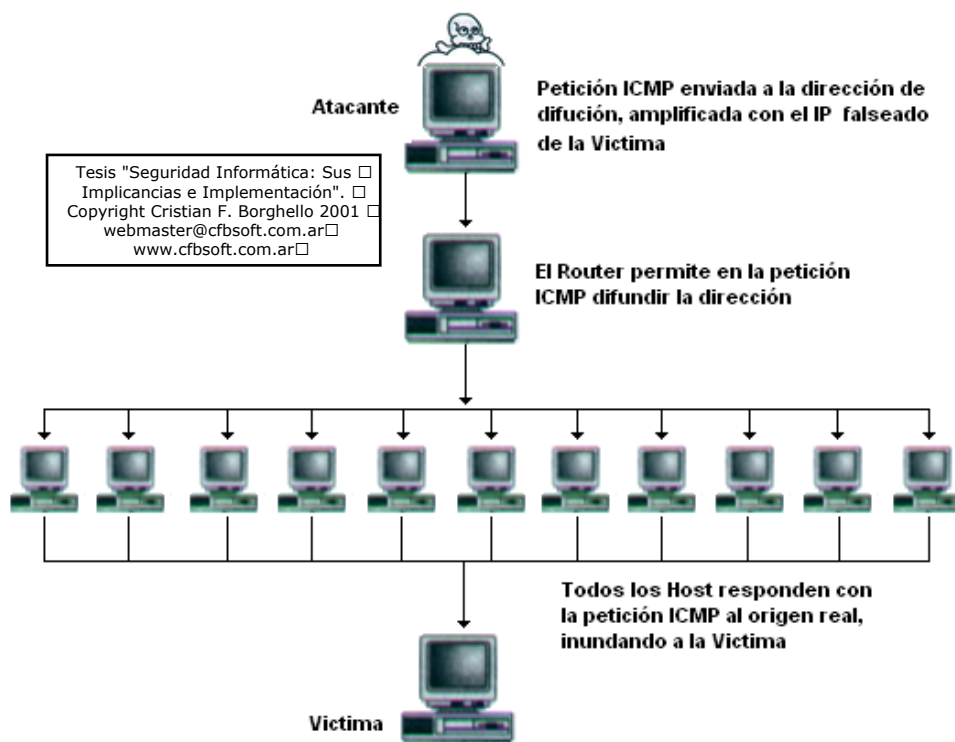 Atacante
Petición ICMP enviada a la dirección de
difución, amplificada con el IP falseado
de la Victima
Tesis "Seguridad Informática: Sus □
Implicancias e Implementación". □
Copyright Cristian F. Borghello 2001 □
webmaster@cfbsoft.com.ar□
www.cfbsoft.com.ar□
El Router permite en la petición
ICMP difundir la dirección
Todos los Host responden con
la petición ICMP al origen real,
inundando a la Victima
Victima